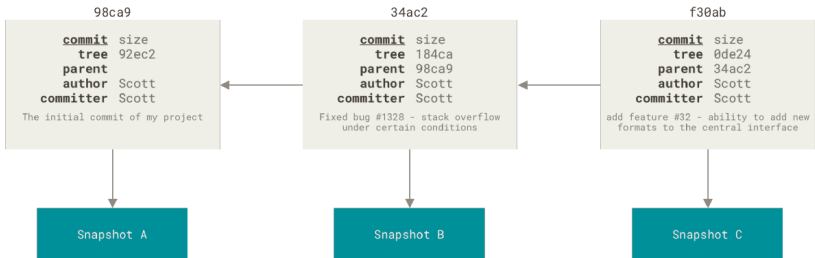 98ca9
commit size
tree 92ec2
parent
author Scott
committer Scott
The initial commit of my project
Snapshot A
34ac2
commit size
tree 184ca
parent 98ca9
author Scott
committer Scott
Fixed bug #1328 - stack overflow
under certain conditions
Snapshot B
f30ab
commit size
tree 0de24
parent 34ac2
author Scott
committer Scott
add feature #32 - ability to add new
formats to the central interface
Snapshot C